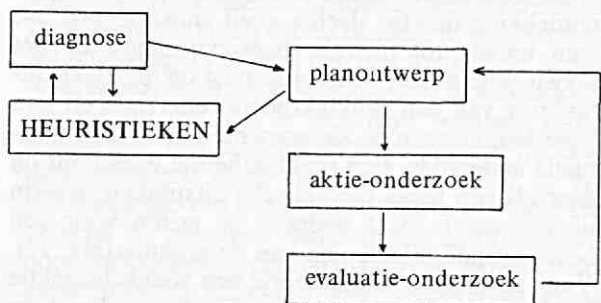 diagnose
planontwerp
HEURISTIEKEN
aktie-onderzoek
evaluatie-onderzoek